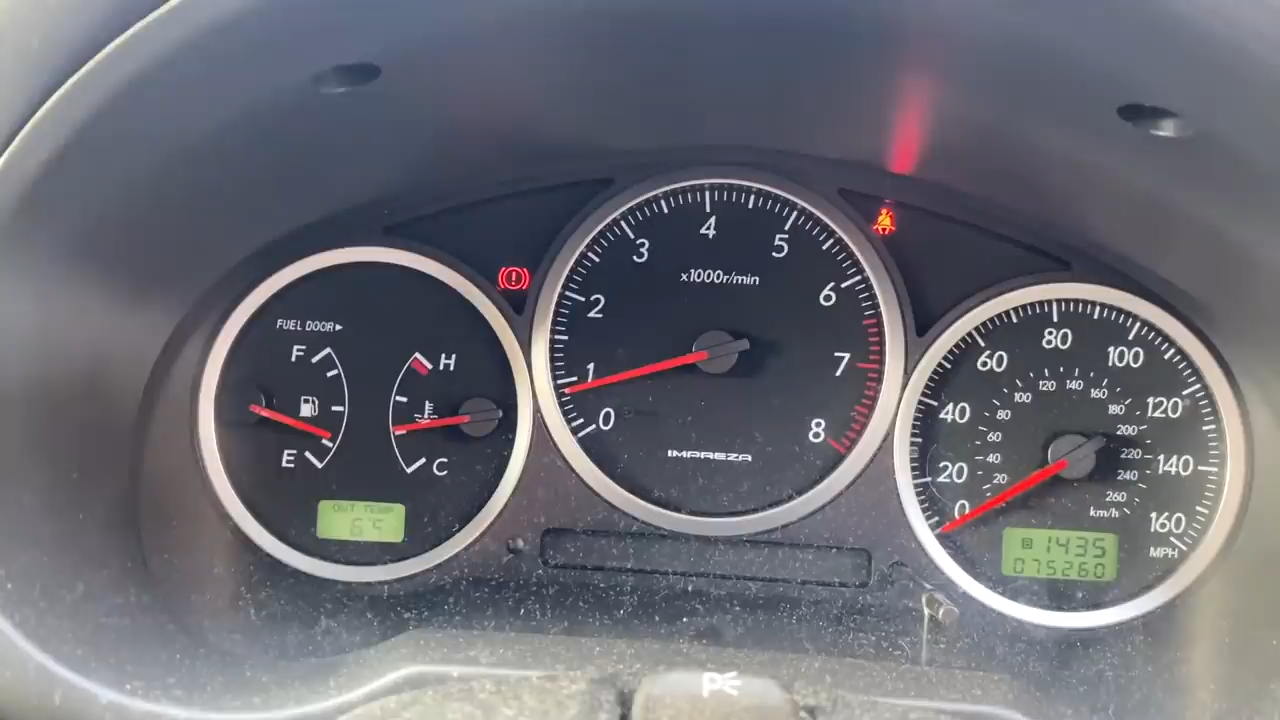 FUEL DOOR▶
F
E
H
C
OUT TEMP
0
1
2
3
4
5
6
7
8
x1000r/min
IMPREZA
0
20
40
60
80
100
120
140
160
MPH
20
40
60
80
100
120
140
160
180
200
220
240
260
km/h
B 1435
075260
P